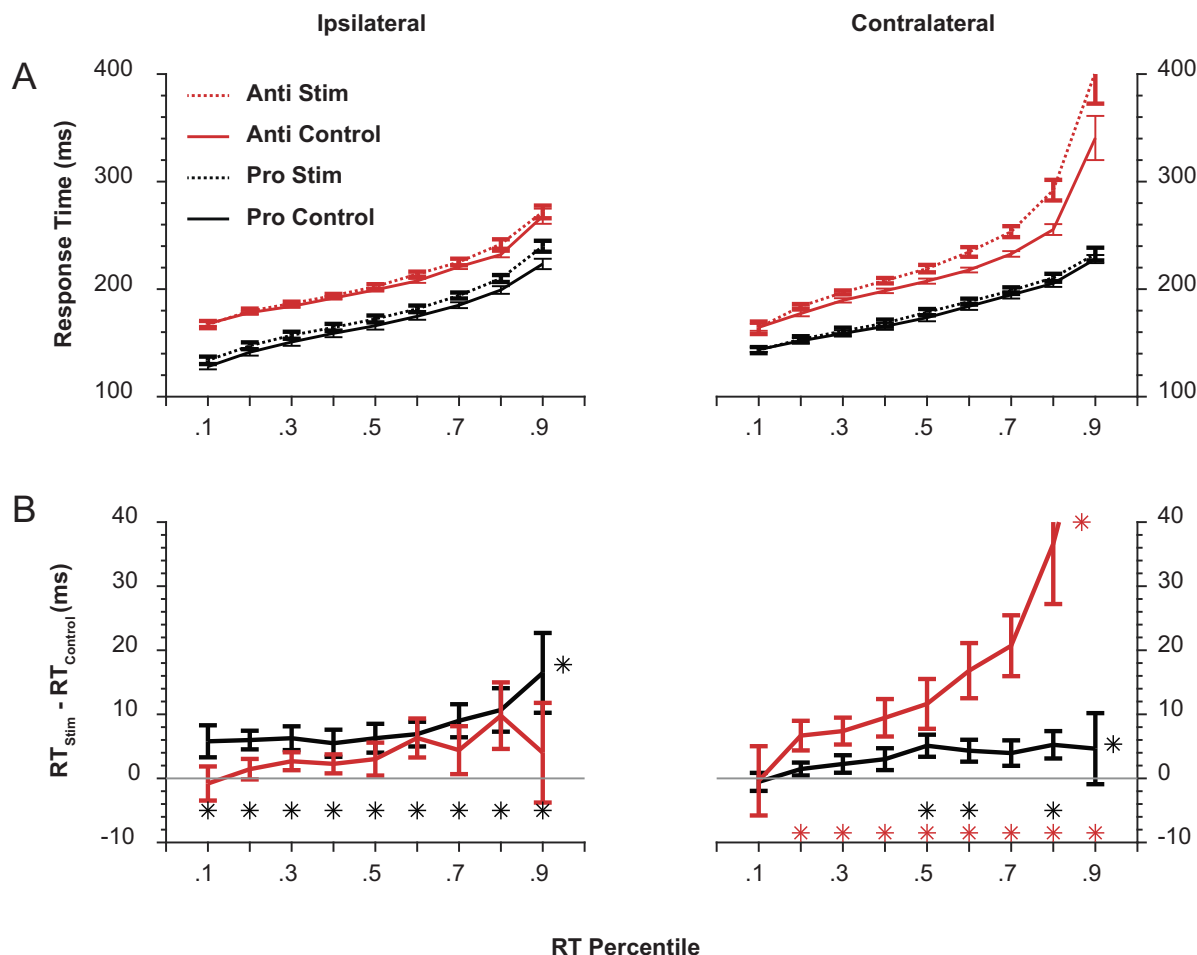 Ipsilateral
Contralateral
A
Response Time (ms)
400
300
200
100
Anti Stim
Anti Control
Pro Stim
Pro Control
.1 .3 .5 .7 .9
400
300
200
100
.1 .3 .5 .7 .9
B
RTStim - RTControl (ms)
40
30
20
10
0
-10
.1 .3 .5 .7 .9
40
30
20
10
0
-10
.1 .3 .5 .7 .9
RT Percentile